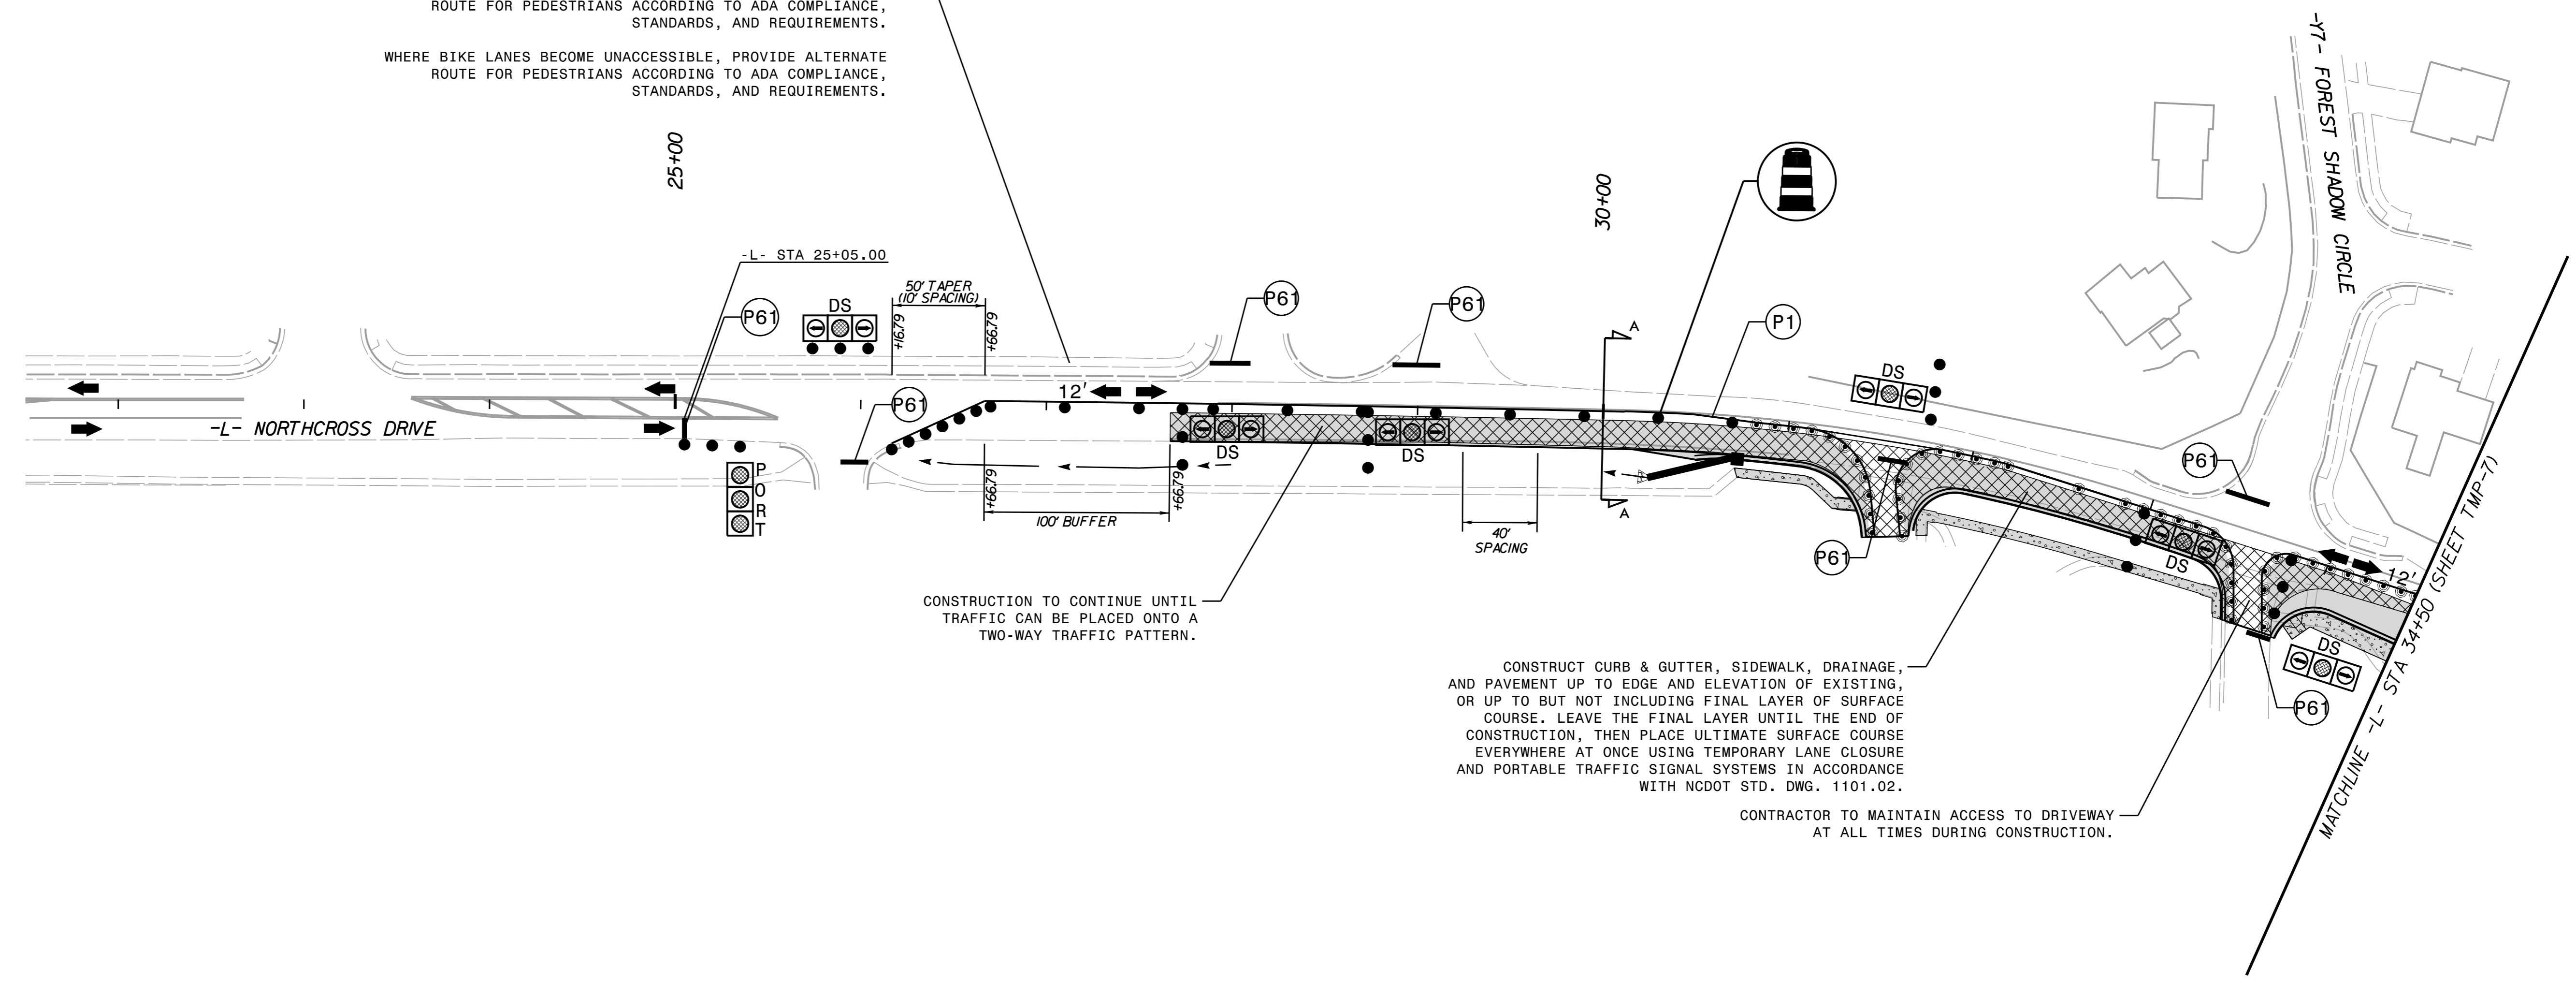 ROUTE FOR PEDESTRIANS ACCORDING TO ADA COMPLIANCE,
STANDARDS, AND REQUIREMENTS.
WHERE BIKE LANES BECOME UNACCESSIBLE, PROVIDE ALTERNATE
ROUTE FOR PEDESTRIANS ACCORDING TO ADA COMPLIANCE,
STANDARDS, AND REQUIREMENTS.
25+00
30+00
-Y7- FOREST SHADOW CIRCLE
-L- STA 25+05.00
50' TAPER
(10' SPACING)
+16.79
+66.79
P61
DS
P61
P61
P1
A
DS
12'
P61
-L- NORTHCROSS DRIVE
DS
DS
P61
PORT
+66.79
+66.79
100' BUFFER
40'
SPACING
A
P61
DS
12'
CONSTRUCTION TO CONTINUE UNTIL
TRAFFIC CAN BE PLACED ONTO A
TWO-WAY TRAFFIC PATTERN.
CONSTRUCT CURB & GUTTER, SIDEWALK, DRAINAGE,
AND PAVEMENT UP TO EDGE AND ELEVATION OF EXISTING,
OR UP TO BUT NOT INCLUDING FINAL LAYER OF SURFACE
COURSE. LEAVE THE FINAL LAYER UNTIL THE END OF
CONSTRUCTION, THEN PLACE ULTIMATE SURFACE COURSE
EVERYWHERE AT ONCE USING TEMPORARY LANE CLOSURE
AND PORTABLE TRAFFIC SIGNAL SYSTEMS IN ACCORDANCE
WITH NCDOT STD. DWG. 1101.02.
DS
P61
CONTRACTOR TO MAINTAIN ACCESS TO DRIVEWAY
AT ALL TIMES DURING CONSTRUCTION.
MATCHLINE -L- STA 34+50 (SHEET TMP-7)